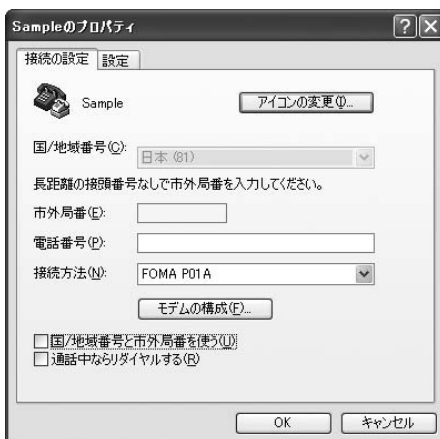 Sampleのプロパティ
接続の設定 設定
Sample アイコンの変更(I)...
国/地域番号(C): 日本 (81)
長距離の接頭番号なしで市外局番を入力してください。
市外局番(E):
電話番号(P):
接続方法(N): FOMA P01A
モデムの構成(F)...
国/地域番号と市外局番を使う(U)
通話中ならリダイヤルする(R)
OK キャンセル